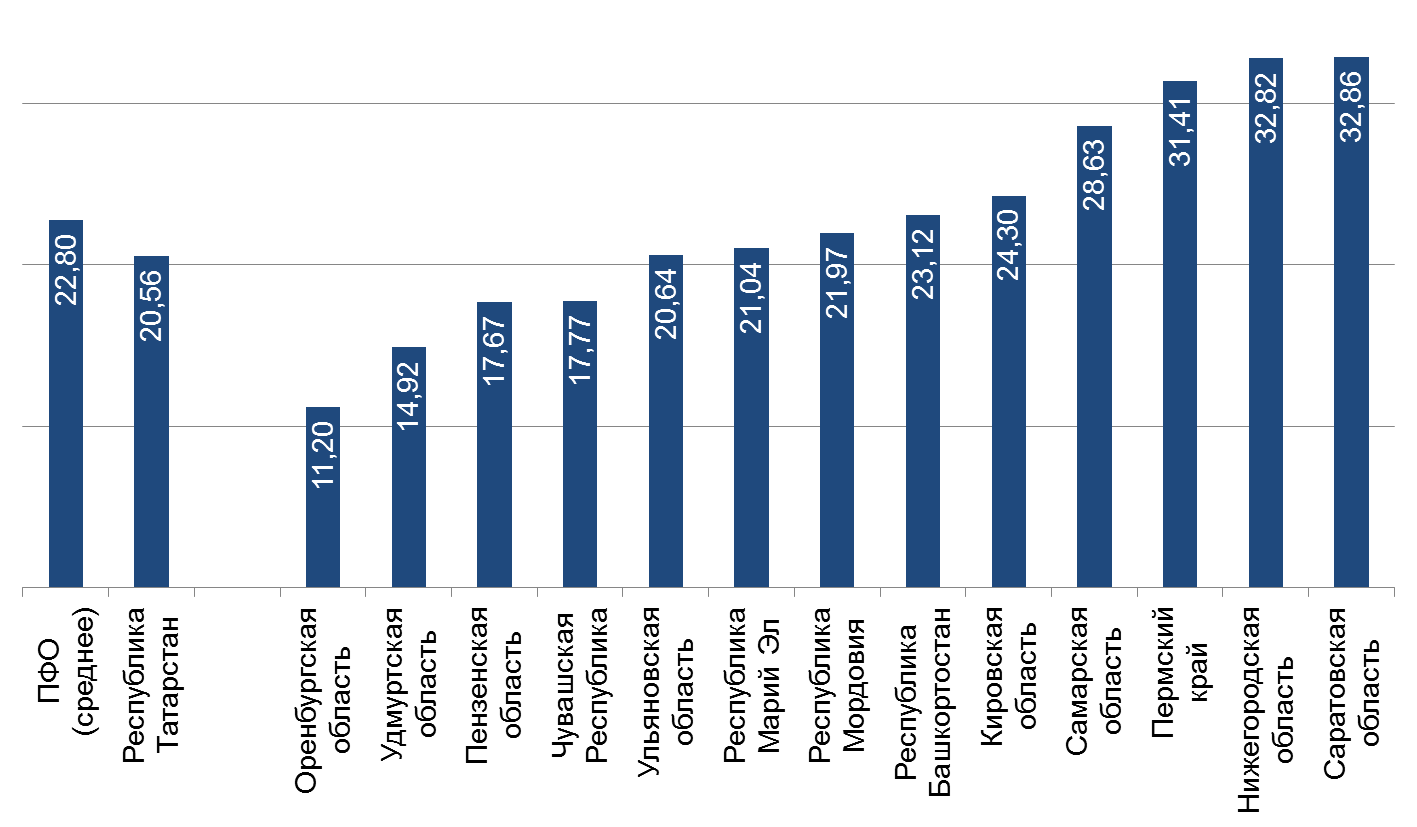 22,80
20,56
11,20
14,92
17,67
17,77
20,64
21,04
21,97
23,12
24,30
28,63
31,41
32,82
32,86
ПФО
(среднее)
Республика
Татарстан
Оренбургская
область
Удмуртская
область
Пензенская
область
Чувашская
Республика
Ульяновская
область
Республика
Марий Эл
Республика
Мордовия
Республика
Башкортостан
Кировская
область
Самарская
область
Пермский
край
Нижегородская
область
Саратовская
область